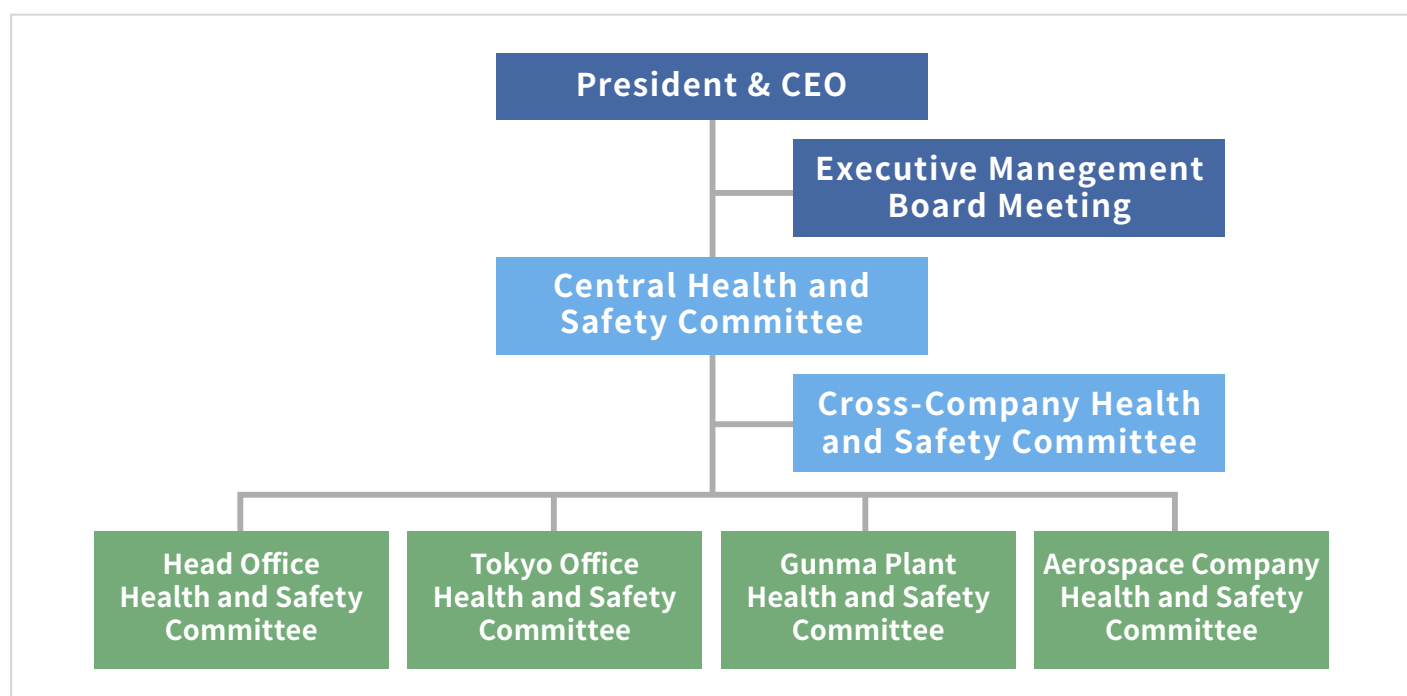 President & CEO
Executive Manegement
Board Meeting
Central Health and
Safety Committee
Cross-Company Health
and Safety Committee
Head Office
Health and Safety
Committee
Tokyo Office
Health and Safety
Committee
Gunma Plant
Health and Safety
Committee
Aerospace Company
Health and Safety
Committee